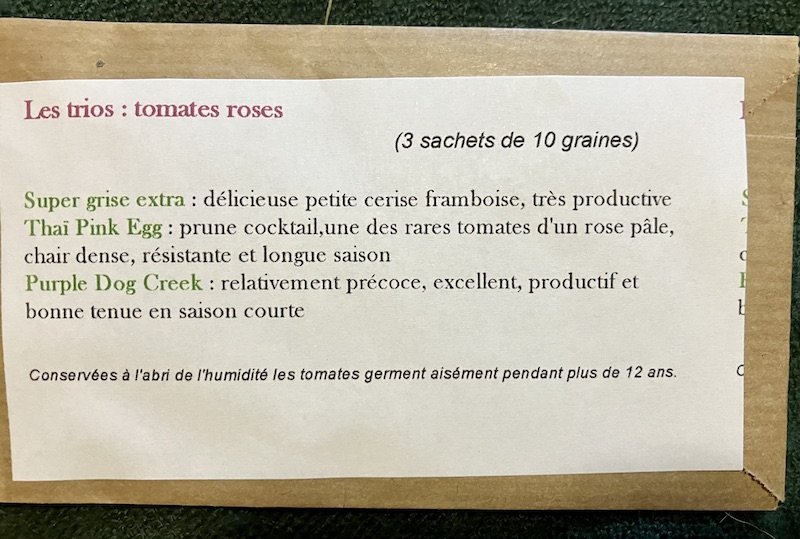 Les trios : tomates roses
(3 sachets de 10 graines)
Super grise extra : délicieuse petite cerise framboise, très productive
Thaï Pink Egg : prune cocktail,une des rares tomates d'un rose pâle,
chair dense, résistante et longue saison
Purple Dog Creek : relativement précoce, excellent, productif et
bonne tenue en saison courte
Conservées à l'abri de l'humidité les tomates germent aisément pendant plus de 12 ans.